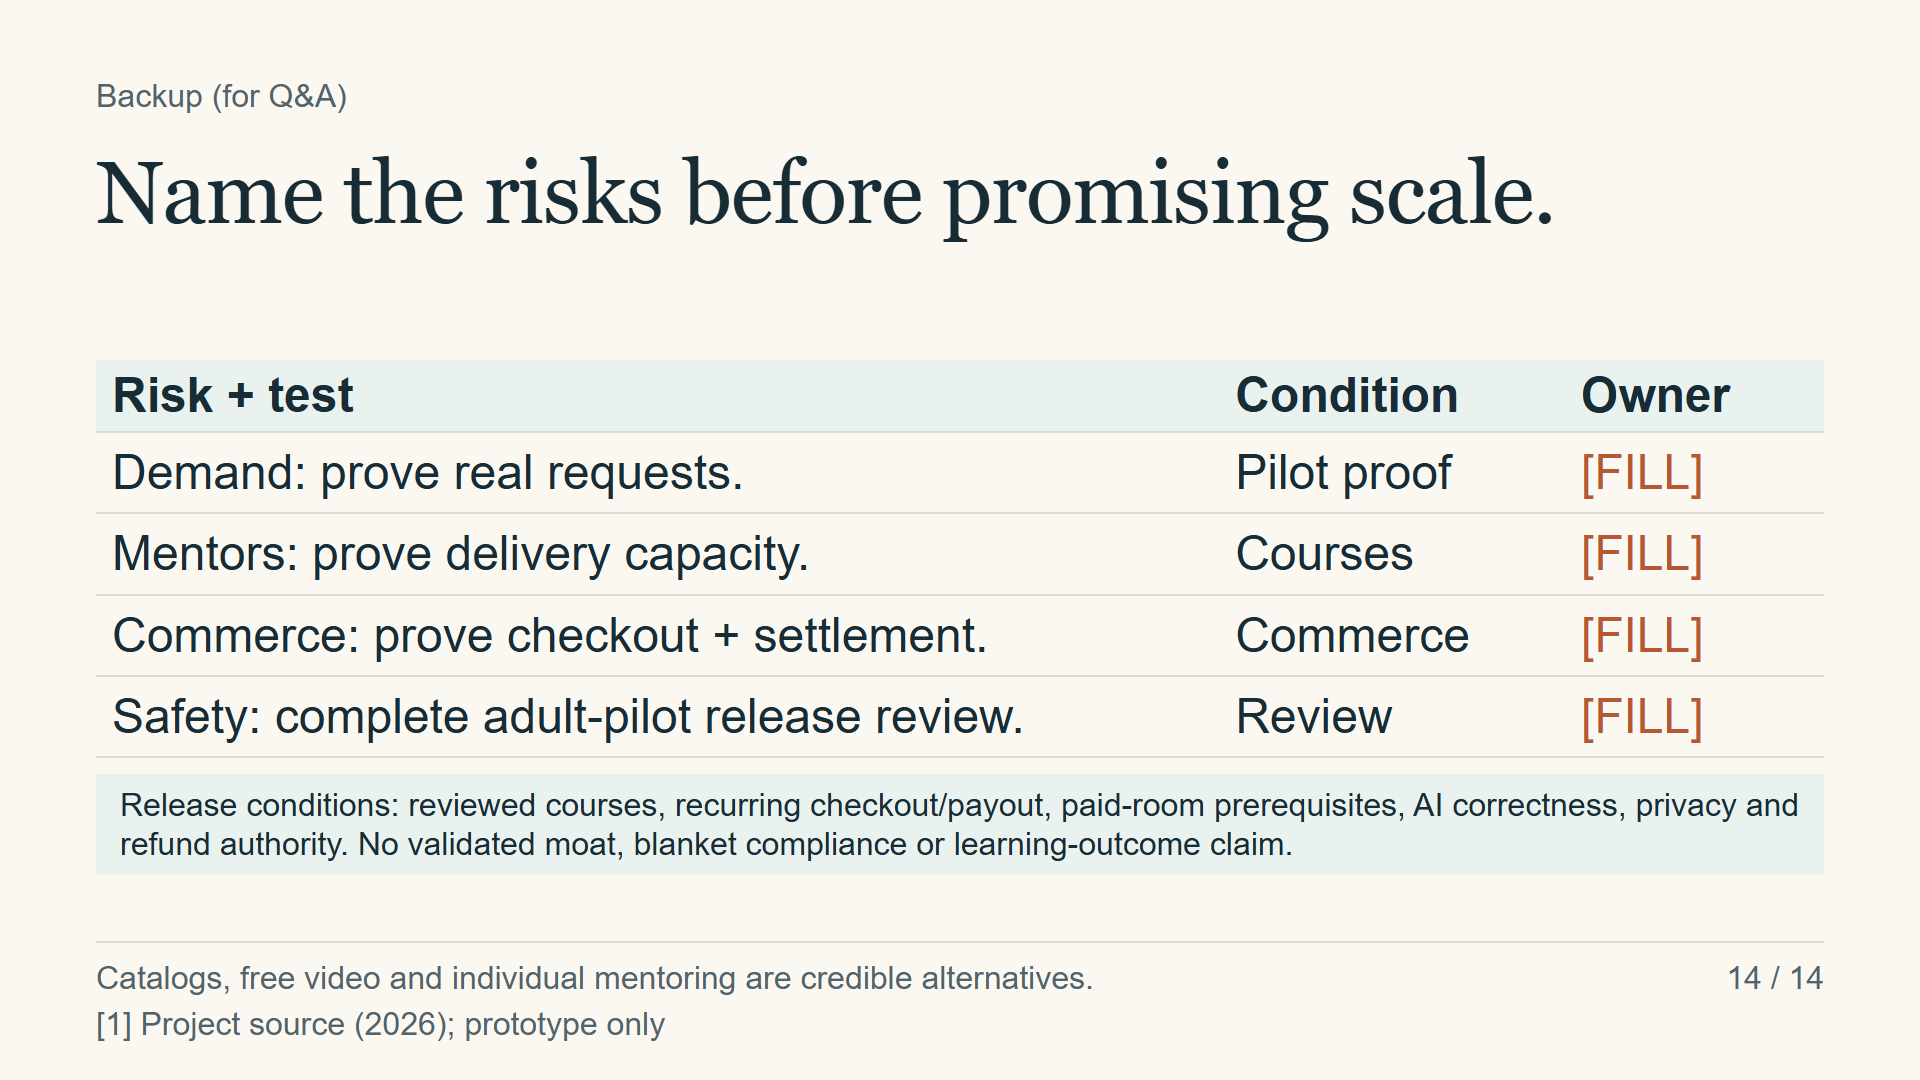 Backup (for Q&A)
Name the risks before promising scale.
Risk + test Condition Owner
Demand: prove real requests. Pilot proof [FILL]
Mentors: prove delivery capacity. Courses [FILL]
Commerce: prove checkout + settlement. Commerce [FILL]
Safety: complete adult-pilot release review. Review [FILL]
Release conditions: reviewed courses, recurring checkout/payout, paid-room prerequisites, AI correctness, privacy and
refund authority. No validated moat, blanket compliance or learning-outcome claim.
Catalogs, free video and individual mentoring are credible alternatives. 14 / 14
[1] Project source (2026); prototype only